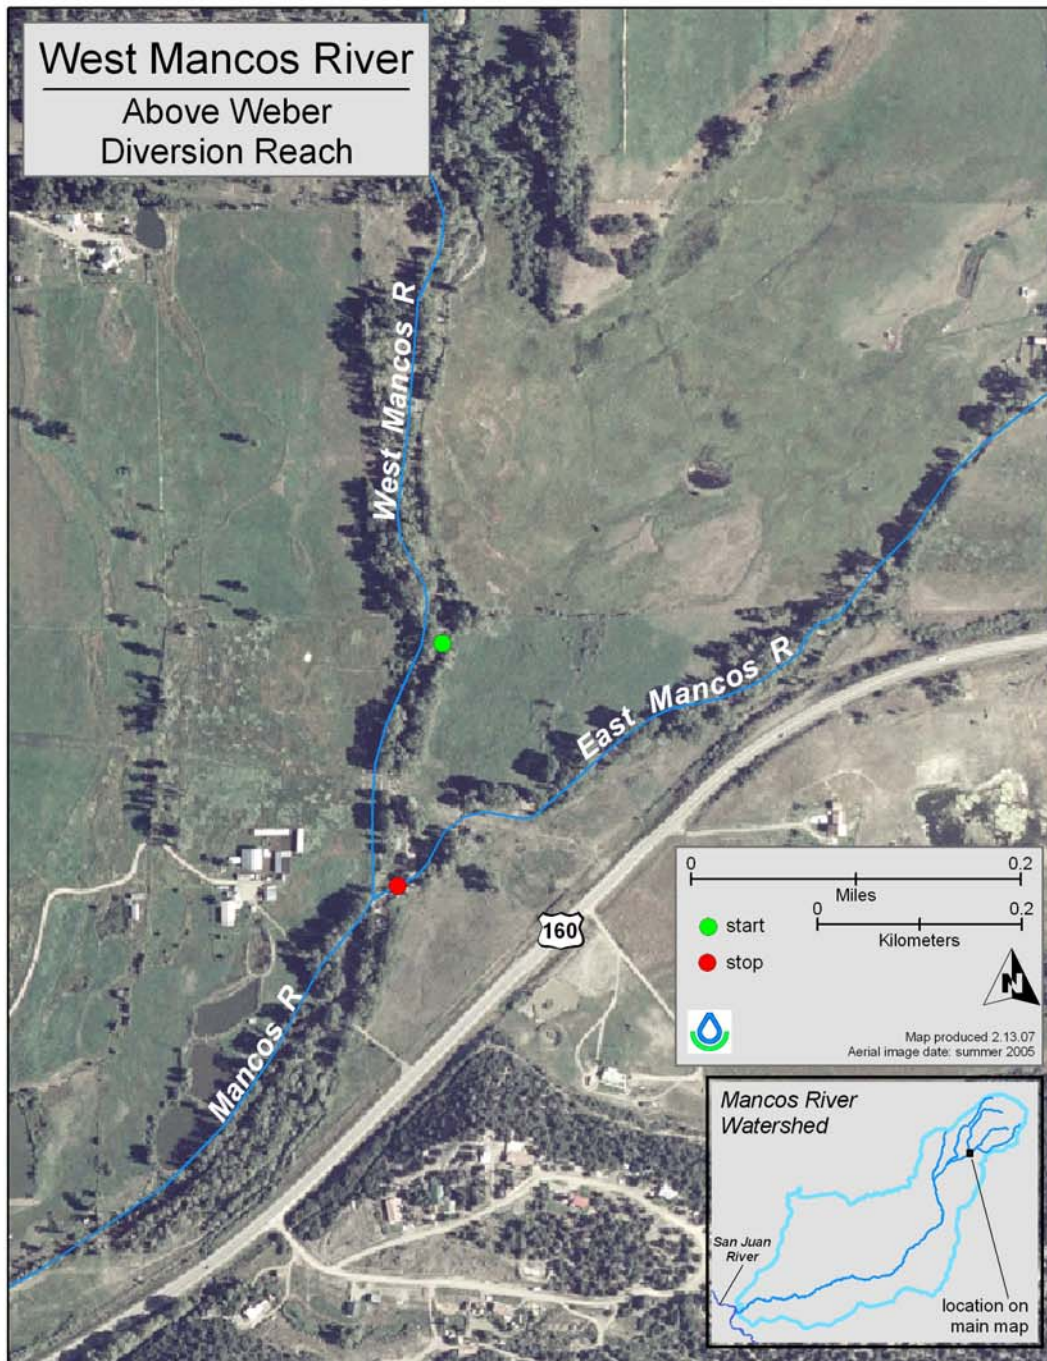 West Mancos River
Above Weber
Diversion Reach
West Mancos R
East Mancos R
Mancos R
160
0 0.2
Miles
0 0.2
Kilometers
start
stop
N
Map produced 2.13.07
Aerial image date: summer 2005
Mancos River
Watershed
San Juan
River
location on
main map